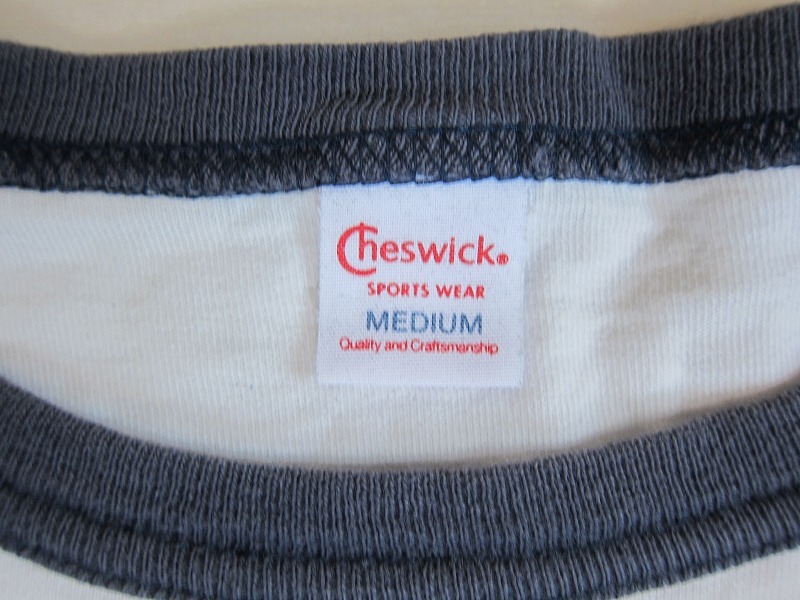 Cheswick®
SPORTS WEAR
MEDIUM
Quality and Craftsmanship